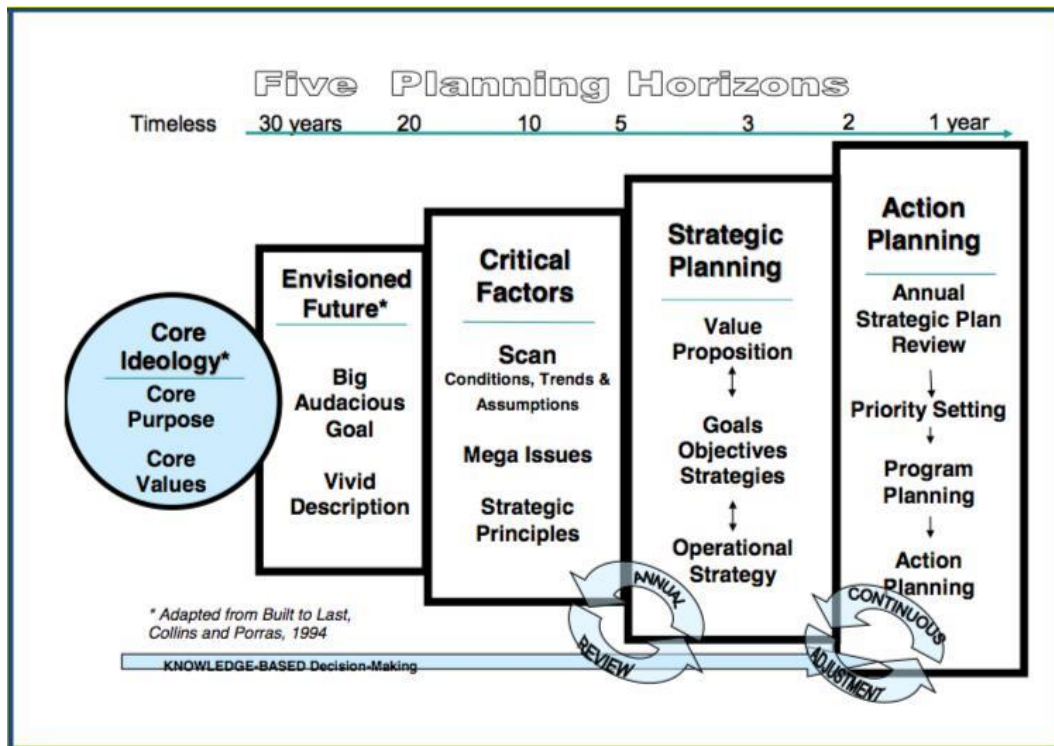 Five Planning Horizons
Timeless 30 years 20 10 5 3 2 1 year
Core
Ideology*
Core
Purpose
Core
Values
Envisioned
Future*
Big
Audacious
Goal
Vivid
Description
Critical
Factors
Scan
Conditions, Trends &
Assumptions
Mega Issues
Strategic
Principles
Strategic
Planning
Value
Proposition
Goals
Objectives
Strategies
Operational
Strategy
Action
Planning
Annual
Strategic Plan
Review
Priority Setting
Program
Planning
Action
Planning
ANNUAL
REVIEW
CONTINUOUS
ADJUSTMENT
* Adapted from Built to Last,
Collins and Porras, 1994
KNOWLEDGE-BASED Decision-Making